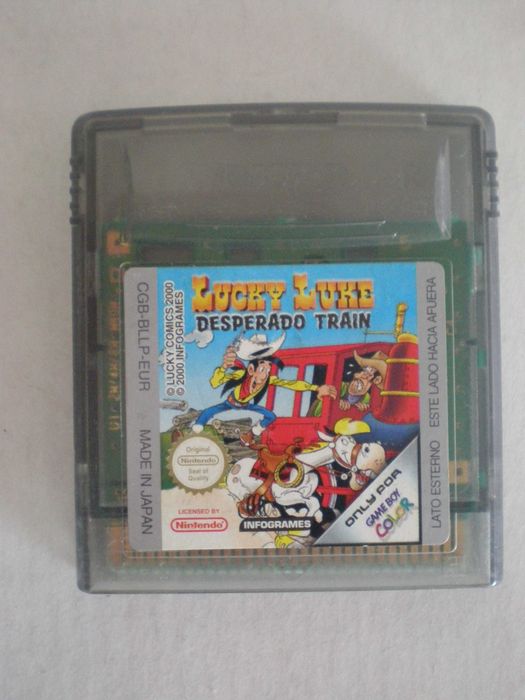 LUCKY LUKE
DESPERADO TRAIN
© LUCKY COMICS 2000
© 2000 INFOGRAMES
CGB-BLLP-EUR
MADE IN JAPAN
Original
Nintendo
Seal of
Quality
LICENSED BY
Nintendo
INFOGRAMES
ONLY FOR
GAME BOY
COLOR
LATO ESTERNO
ESTE LADO HACIA AFUERA